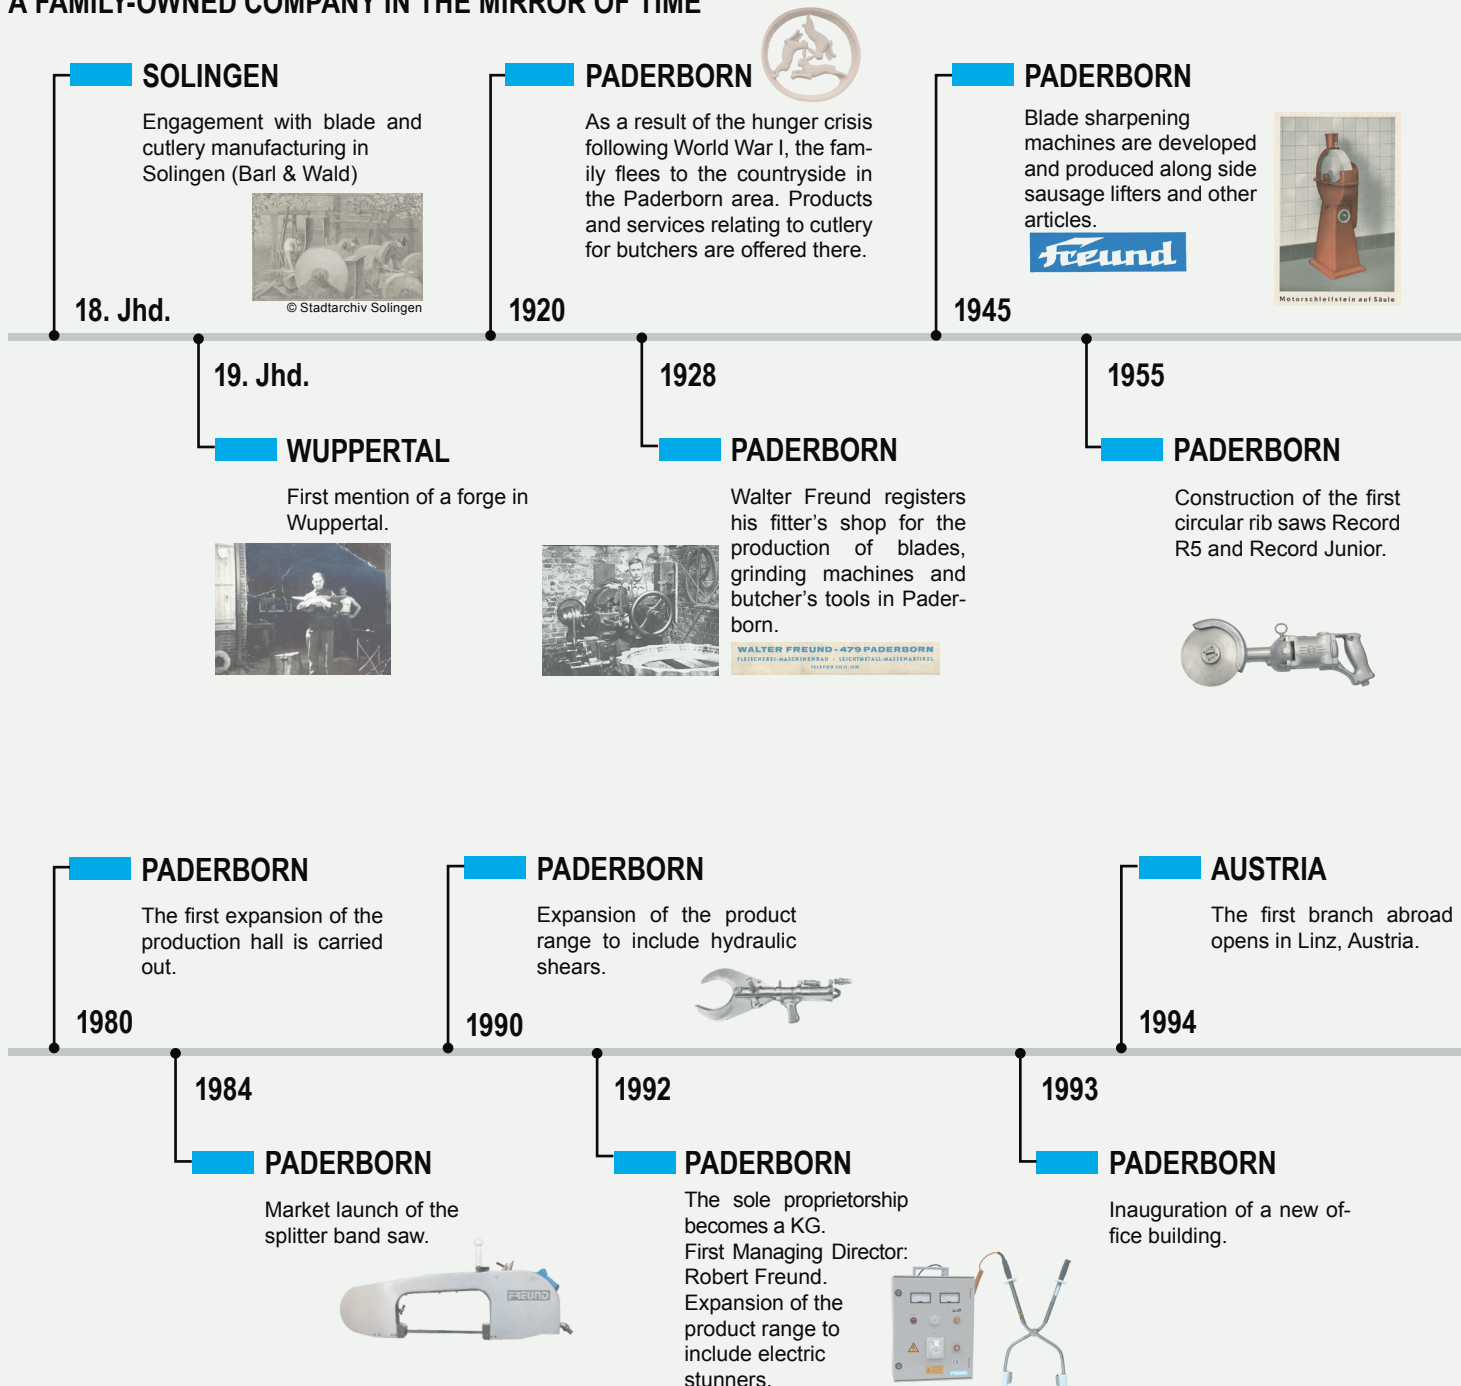 A FAMILY-OWNED COMPANY IN THE MIRROR OF TIME
SOLINGEN
Engagement with blade and
cutlery manufacturing in
Solingen (Barl & Wald)
© Stadtarchiv Solingen
18. Jhd.
PADERBORN
As a result of the hunger crisis
following World War I, the fam-
ily flees to the countryside in
the Paderborn area. Products
and services relating to cutlery
for butchers are offered there.
1920
PADERBORN
Blade sharpening
machines are developed
and produced along side
sausage lifters and other
articles.
Freund
Motorschleifstein auf Säule
1945
19. Jhd.
WUPPERTAL
First mention of a forge in
Wuppertal.
1928
PADERBORN
Walter Freund registers
his fitter's shop for the
production of blades,
grinding machines and
butcher's tools in Pader-
born.
WALTER FREUND - 479 PADERBORN
FLEISCHEREI-MASCHINENBAU - LEICHTMETALL-MASSENARTIKEL
TELEFON
1955
PADERBORN
Construction of the first
circular rib saws Record
R5 and Record Junior.
PADERBORN
The first expansion of the
production hall is carried
out.
1980
PADERBORN
Expansion of the product
range to include hydraulic
shears.
1990
AUSTRIA
The first branch abroad
opens in Linz, Austria.
1994
1984
PADERBORN
Market launch of the
splitter band saw.
FREUND
1992
PADERBORN
The sole proprietorship
becomes a KG.
First Managing Director:
Robert Freund.
Expansion of the
product range to
include electric
stunners.
1993
PADERBORN
Inauguration of a new of-
fice building.